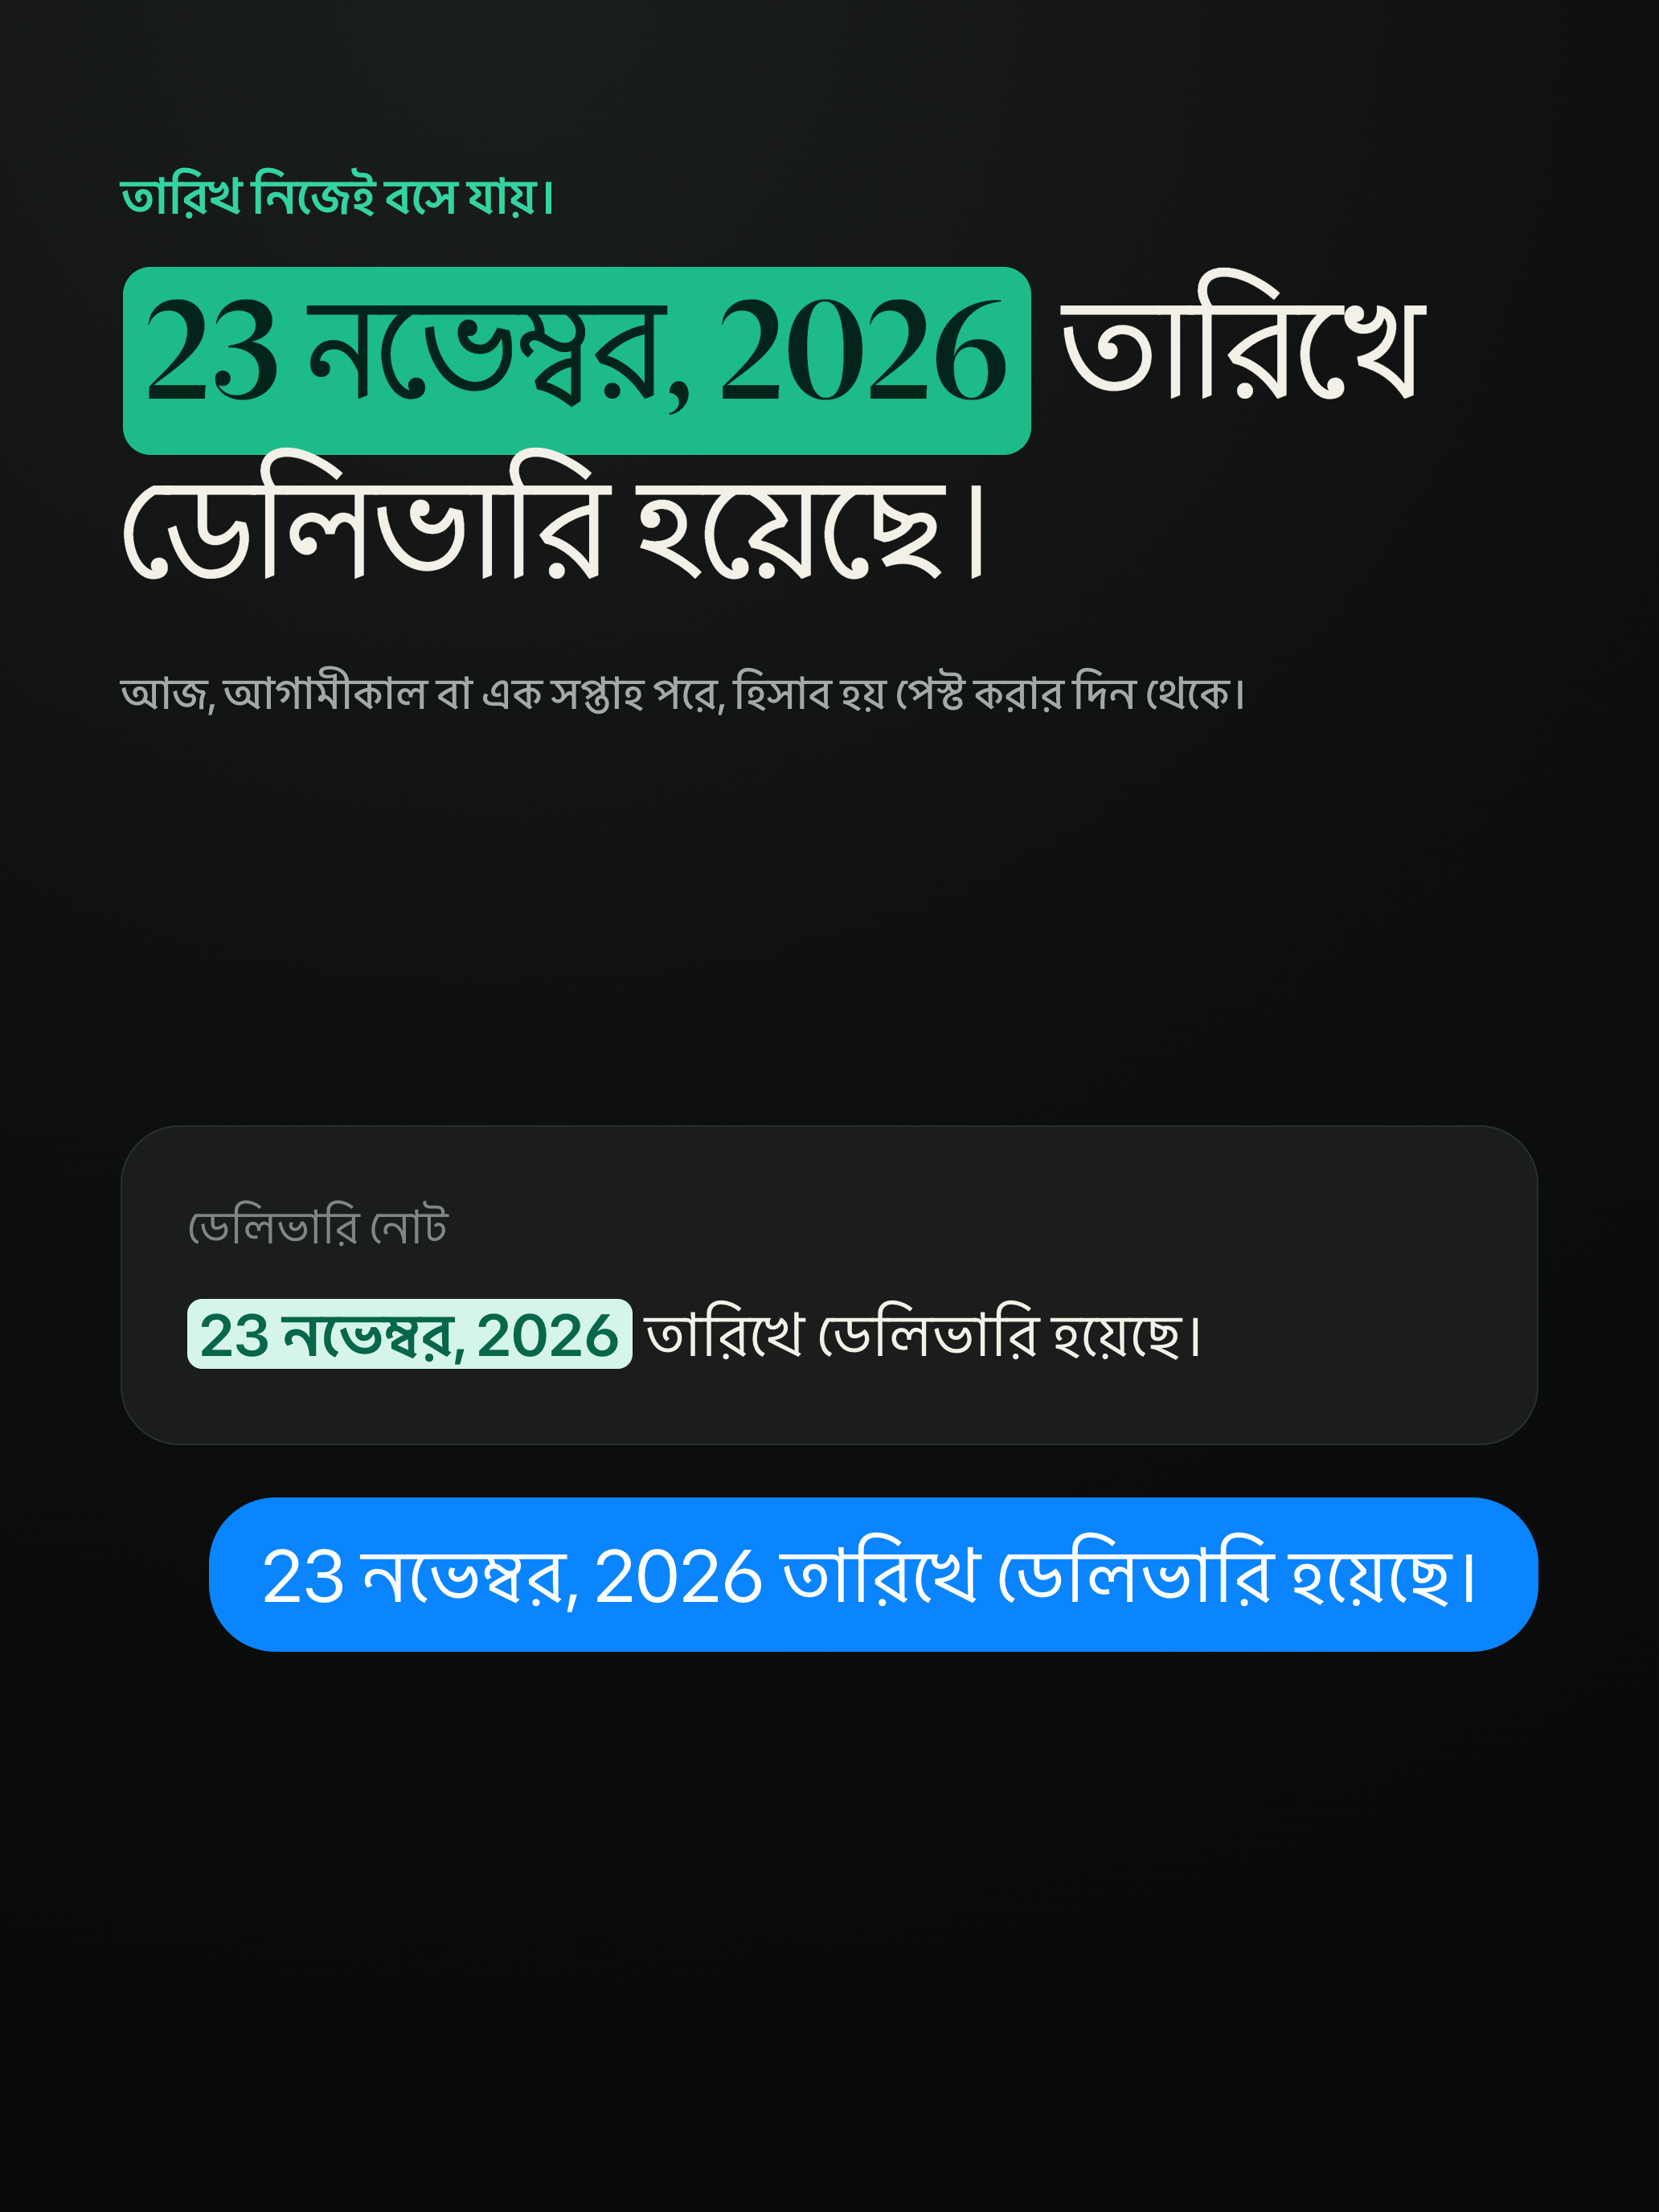 তারিখ নিজেই বসে যায়।
23 নভেম্বর, 2026 তারিখে
ডেলিভারি হয়েছে।
আজ, আগামীকাল বা এক সপ্তাহ পরে, হিসাব হয় পেস্ট করার দিন থেকে।
ডেলিভারি নোট
23 নভেম্বর, 2026 তারিখে ডেলিভারি হয়েছে।
23 নভেম্বর, 2026 তারিখে ডেলিভারি হয়েছে।